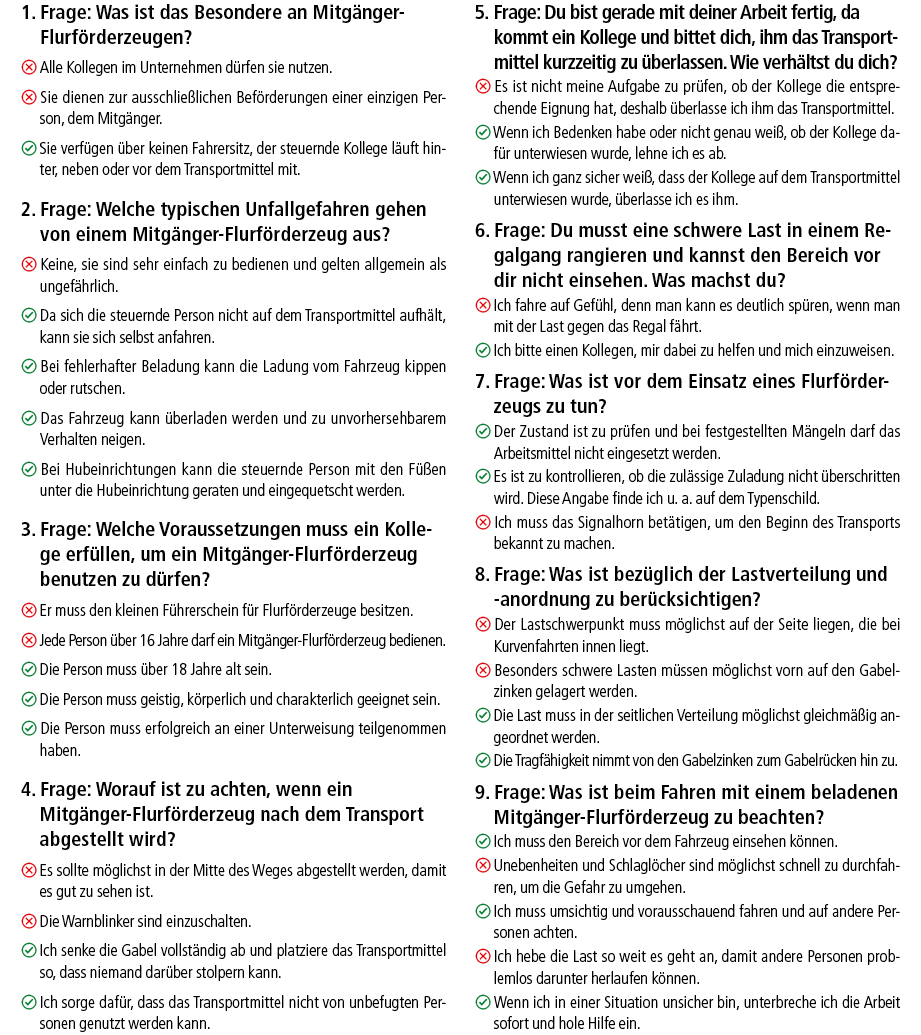 1. Frage: Was ist das Besondere an Mitgänger-
Flurförderzeugen?
Alle Kollegen im Unternehmen dürfen sie nutzen.
Sie dienen zur ausschließlichen Beförderungen einer einzigen Per-
son, dem Mitgänger.
Sie verfügen über keinen Fahrersitz, der steuernde Kollege läuft hin-
ter, neben oder vor dem Transportmittel mit.
2. Frage: Welche typischen Unfallgefahren gehen
von einem Mitgänger-Flurförderzeug aus?
Keine, sie sind sehr einfach zu bedienen und gelten allgemein als
ungefährlich.
Da sich die steuernde Person nicht auf dem Transportmittel aufhält,
kann sie sich selbst anfahren.
Bei fehlerhafter Beladung kann die Ladung vom Fahrzeug kippen
oder rutschen.
Das Fahrzeug kann überladen werden und zu unvorhersehbarem
Verhalten neigen.
Bei Hubeinrichtungen kann die steuernde Person mit den Füßen
unter die Hubeinrichtung geraten und eingequetscht werden.
3. Frage: Welche Voraussetzungen muss ein Kolle-
ge erfüllen, um ein Mitgänger-Flurförderzeug
benutzen zu dürfen?
Er muss den kleinen Führerschein für Flurförderzeuge besitzen.
Jede Person über 16 Jahre darf ein Mitgänger-Flurförderzeug bedienen.
Die Person muss über 18 Jahre alt sein.
Die Person muss geistig, körperlich und charakterlich geeignet sein.
Die Person muss erfolgreich an einer Unterweisung teilgenommen
haben.
4. Frage: Worauf ist zu achten, wenn ein
Mitgänger-Flurförderzeug nach dem Transport
abgestellt wird?
Es sollte möglichst in der Mitte des Weges abgestellt werden, damit
es gut zu sehen ist.
Die Warnblinker sind einzuschalten.
Ich senke die Gabel vollständig ab und platziere das Transportmittel
so, dass niemand darüber stolpern kann.
Ich sorge dafür, dass das Transportmittel nicht von unbefugten Per-
sonen genutzt werden kann.
5. Frage: Du bist gerade mit deiner Arbeit fertig, da
kommt ein Kollege und bittet dich, ihm das Transport-
mittel kurzzeitig zu überlassen. Wie verhältst du dich?
Es ist nicht meine Aufgabe zu prüfen, ob der Kollege die entspre-
chende Eignung hat, deshalb überlasse ich ihm das Transportmittel.
Wenn ich Bedenken habe oder nicht genau weiß, ob der Kollege da-
für unterwiesen wurde, lehne ich es ab.
Wenn ich ganz sicher weiß, dass der Kollege auf dem Transportmittel
unterwiesen wurde, überlasse ich es ihm.
6. Frage: Du musst eine schwere Last in einem Re-
galgang rangieren und kannst den Bereich vor
dir nicht einsehen. Was machst du?
Ich fahre auf Gefühl, denn man kann es deutlich spüren, wenn man
mit der Last gegen das Regal fährt.
Ich bitte einen Kollegen, mir dabei zu helfen und mich einzuweisen.
7. Frage: Was ist vor dem Einsatz eines Flurförder-
zeugs zu tun?
Der Zustand ist zu prüfen und bei festgestellten Mängeln darf das
Arbeitsmittel nicht eingesetzt werden.
Es ist zu kontrollieren, ob die zulässige Zuladung nicht überschritten
wird. Diese Angabe finde ich u. a. auf dem Typenschild.
Ich muss das Signalhorn betätigen, um den Beginn des Transports
bekannt zu machen.
8. Frage: Was ist bezüglich der Lastverteilung und
-anordnung zu berücksichtigen?
Der Lastschwerpunkt muss möglichst auf der Seite liegen, die bei
Kurvenfahrten innen liegt.
Besonders schwere Lasten müssen möglichst vorn auf den Gabel-
zinken gelagert werden.
Die Last muss in der seitlichen Verteilung möglichst gleichmäßig an-
geordnet werden.
Die Tragfähigkeit nimmt von den Gabelzinken zum Gabelrücken hin zu.
9. Frage: Was ist beim Fahren mit einem beladenen
Mitgänger-Flurförderzeug zu beachten?
Ich muss den Bereich vor dem Fahrzeug einsehen können.
Unebenheiten und Schlaglöcher sind möglichst schnell zu durchfah-
ren, um die Gefahr zu umgehen.
Ich muss umsichtig und vorausschauend fahren und auf andere Per-
sonen achten.
Ich hebe die Last so weit es geht an, damit andere Personen prob-
lemlos darunter herlaufen können.
Wenn ich in einer Situation unsicher bin, unterbreche ich die Arbeit
sofort und hole Hilfe ein.